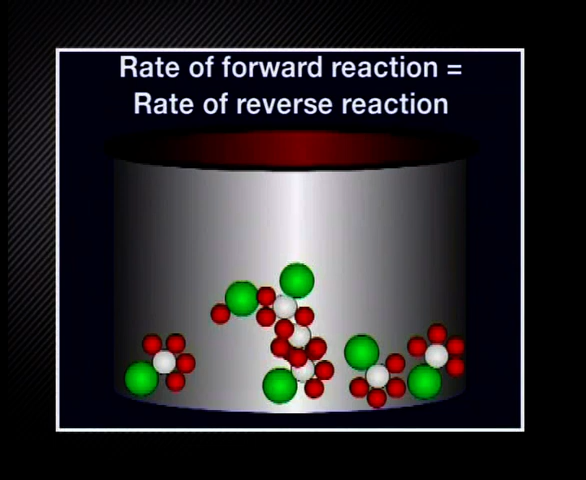 Rate of forward reaction =
Rate of reverse reaction